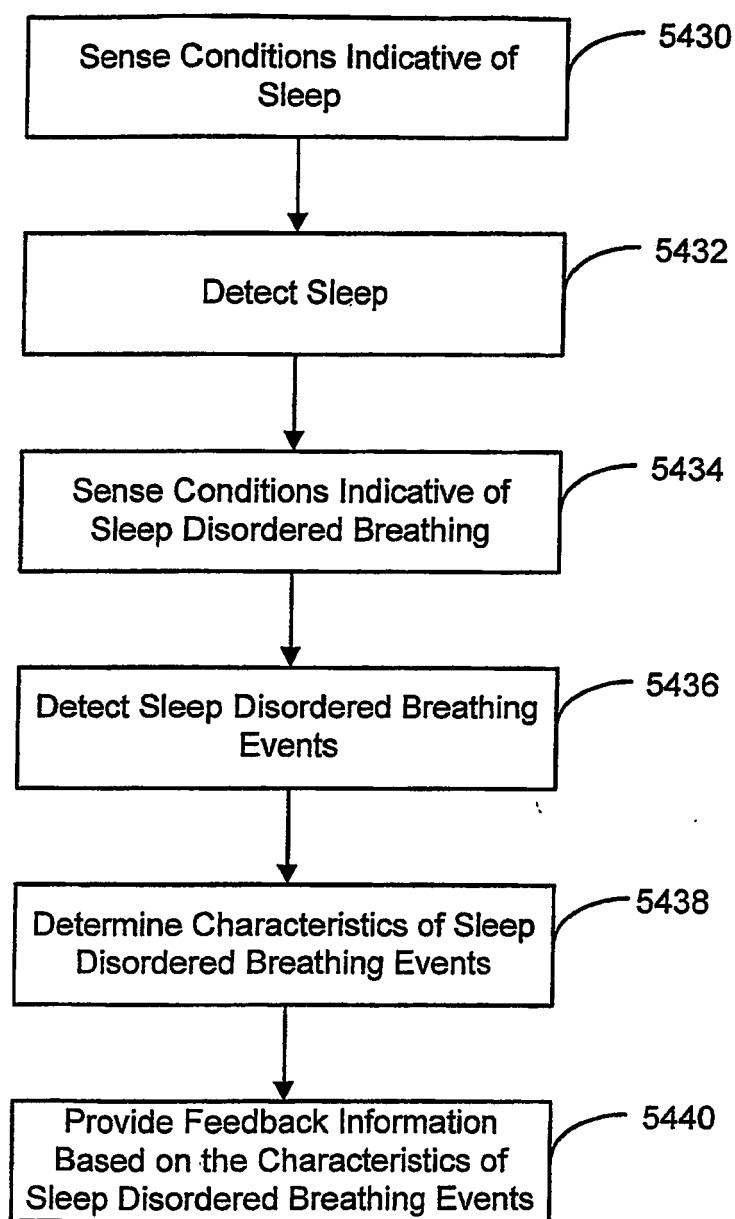 Sense Conditions Indicative of
Sleep
5430
Detect Sleep
5432
Sense Conditions Indicative of
Sleep Disordered Breathing
5434
Detect Sleep Disordered Breathing
Events
5436
Determine Characteristics of Sleep
Disordered Breathing Events
5438
Provide Feedback Information
Based on the Characteristics of
Sleep Disordered Breathing Events
5440